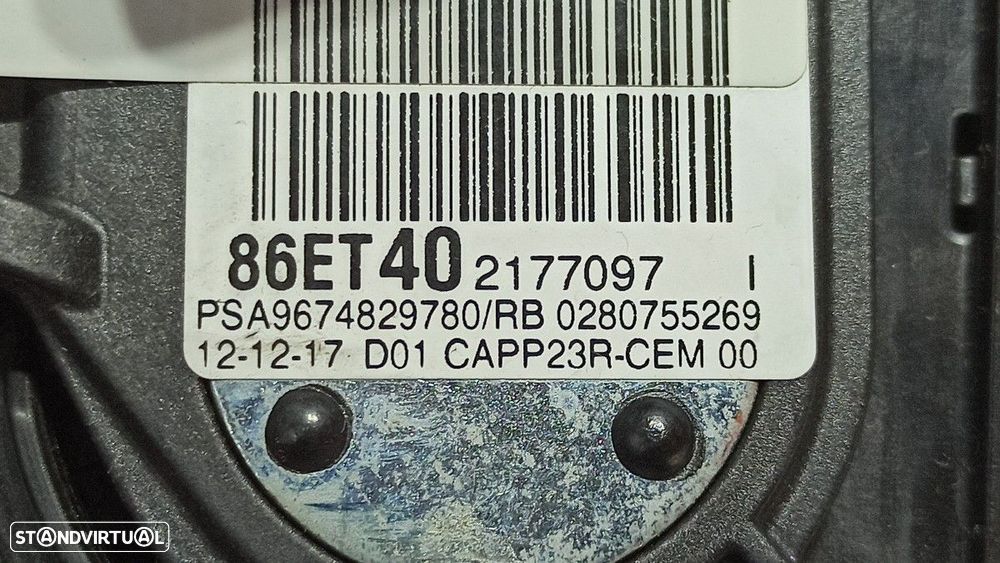 86ET40 2177097 I
PSA9674829780/RB 0280755269
12-12-17 D01 CAPP23R-CEM 00
STANDVIRTUAL